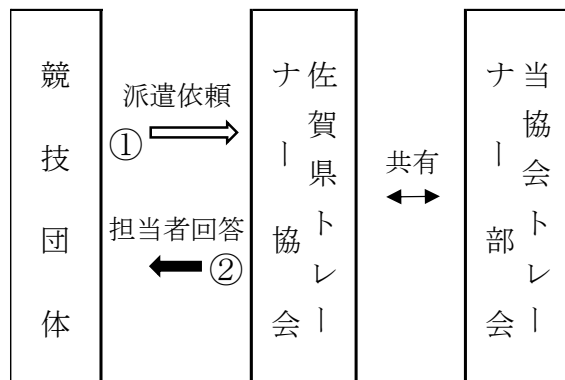 競技団体
派遣依頼
①
担当者回答
②
佐賀県トレー
ナー協会
共有
当協会トレー
ナー部会